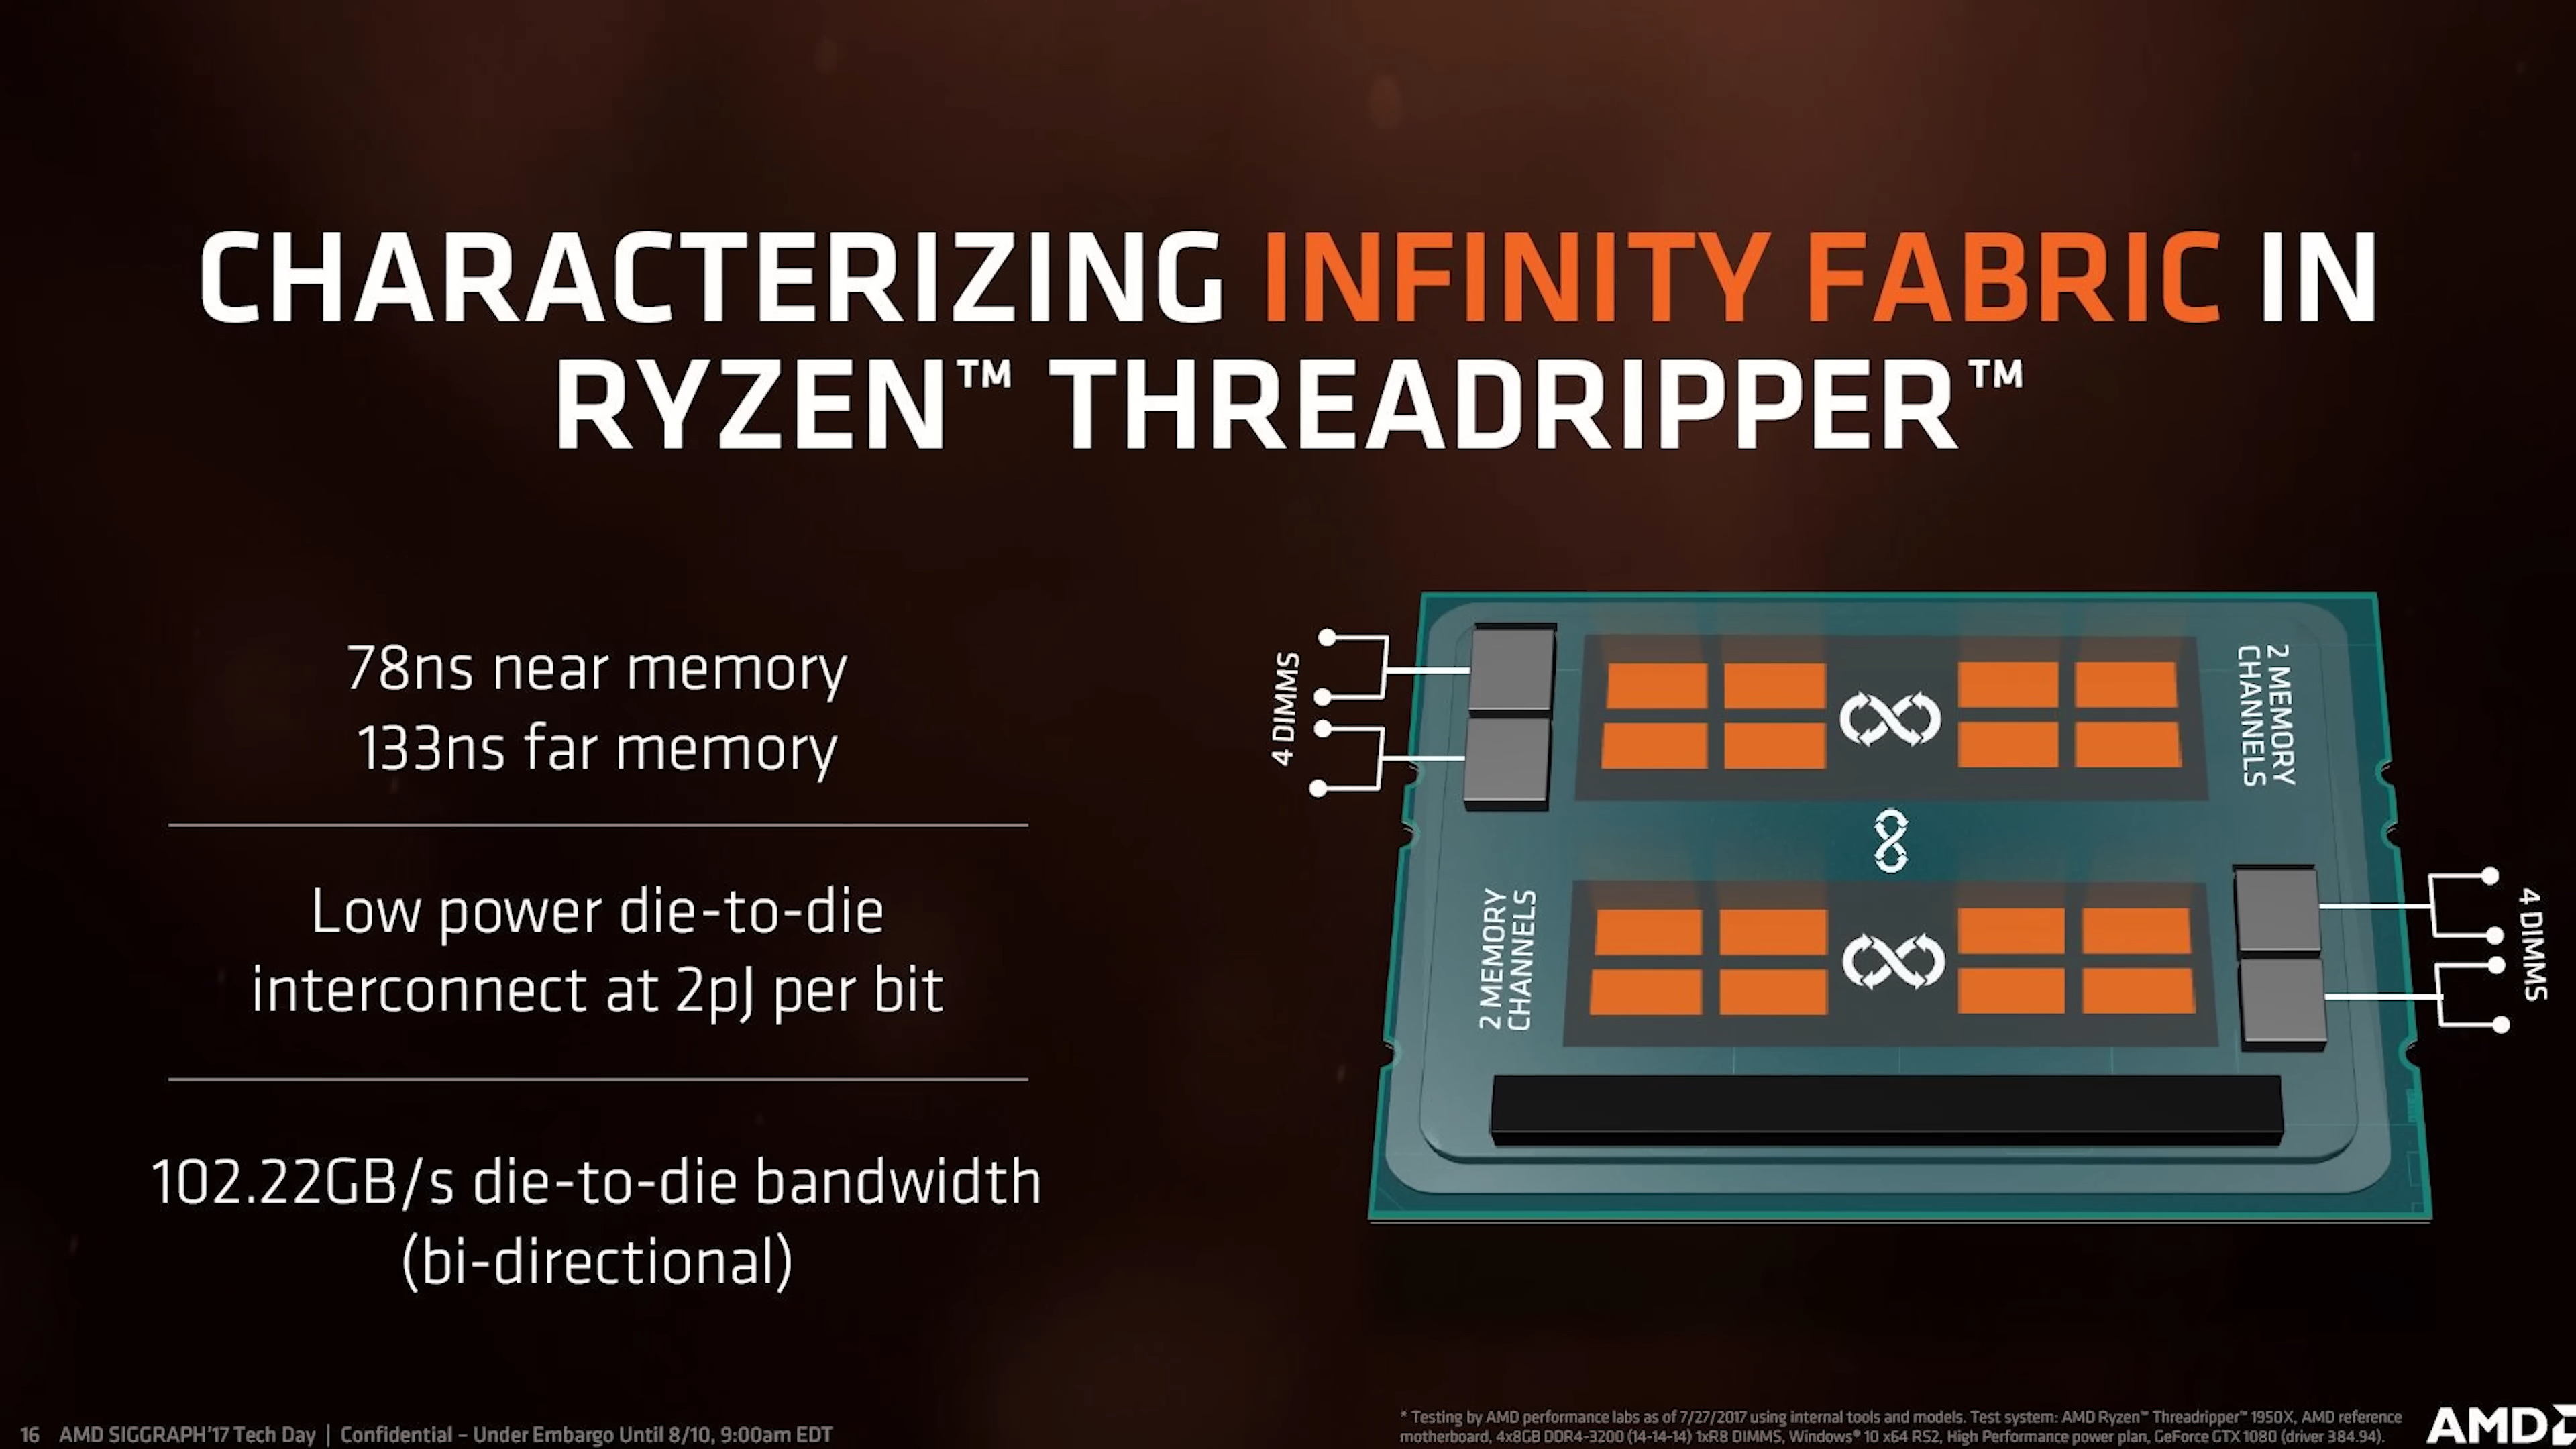 CHARACTERIZING INFINITY FABRIC IN
RYZEN™ THREADRIPPER™
78ns near memory
133ns far memory
Low power die-to-die
interconnect at 2pJ per bit
102.22GB/s die-to-die bandwidth
(bi-directional)
4 DIMMS
2 MEMORY
CHANNELS
2 MEMORY
CHANNELS
4 DIMMS
16 AMD SIGGRAPH'17 Tech Day | Confidential – Under Embargo Until 8/10, 9:00am EDT
* Testing by AMD performance labs as of 7/27/2017 using internal tools and models. Test system: AMD Ryzen™ Threadripper™ 1950X, AMD reference
motherboard, 4x8GB DDR4-3200 (14-14-14) 1xR8 DIMMS, Windows® 10 x64 RS2, High Performance power plan, GeForce GTX 1080 (driver 384.94).
AMD